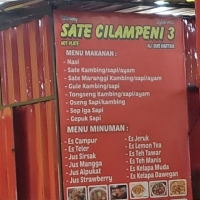 SATE CILAMPENI 3
HOT PLATE
MENU MAKANAN :
- Nasi
- Sate Kambing/sapi/ayam
- Sate Maranggi Kambing/sapi/ayam
- Gule Kambing/sapi
- Tongseng Kambing/sapi/ayam
- Oseng Sapi/kambing
- Sop Iga Sapi
- Gepuk Sapi
MENU MINUMAN :
- Es Campur
- Es Teler
- Jus Sirsak
- Jus Mangga
- Jus Alpukat
- Jus Strawberry
- Es Jeruk
- Es Lemon Tea
- Es Teh Tawar
- Es Teh Manis
- Es Kelapa Muda
- Es Kelapa Dawegan